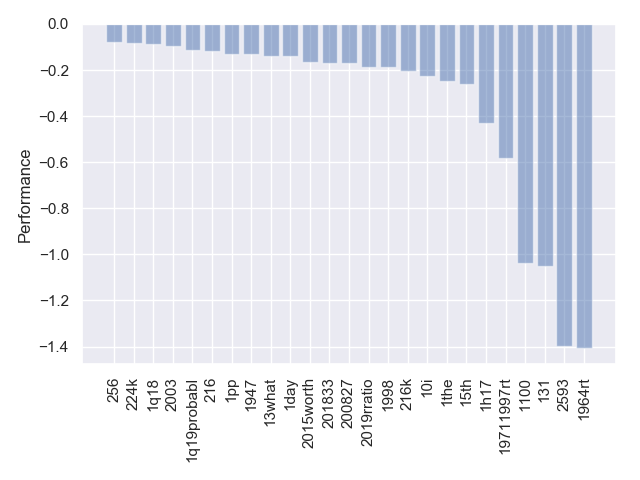 0.0
−0.2
−0.4
−0.6
−0.8
−1.0
−1.2
−1.4
Performance
256
224k
1q18
2003
1q19probabl
216
1pp
1947
13what
1day
2015worth
201833
200827
2019rratio
1998
216k
10i
1the
15th
1h17
19711997rt
1100
131
2593
1964rt